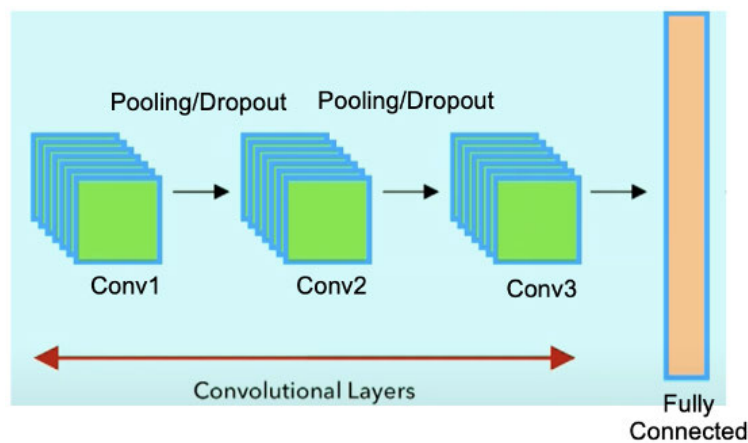 Pooling/Dropout
Pooling/Dropout
Conv1
Conv2
Conv3
Convolutional Layers
Fully
Connected